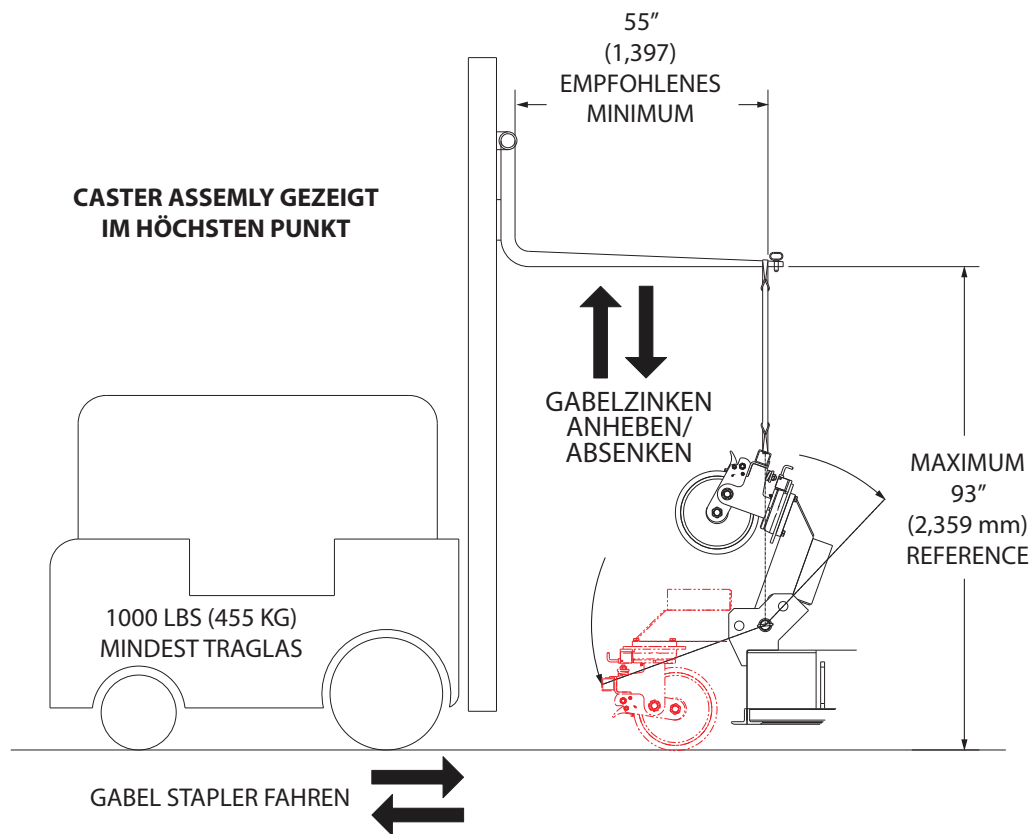 55”
(1,397)
EMPFOHLENES
MINIMUM
CASTER ASSEMLY GEZEIGT
IM HÖCHSTEN PUNKT
GABELZINKEN
ANHEBEN/
ABSENKEN
MAXIMUM
93”
(2,359 mm)
REFERENCE
1000 LBS (455 KG)
MINDEST TRAGLAS
GABEL STAPLER FAHREN